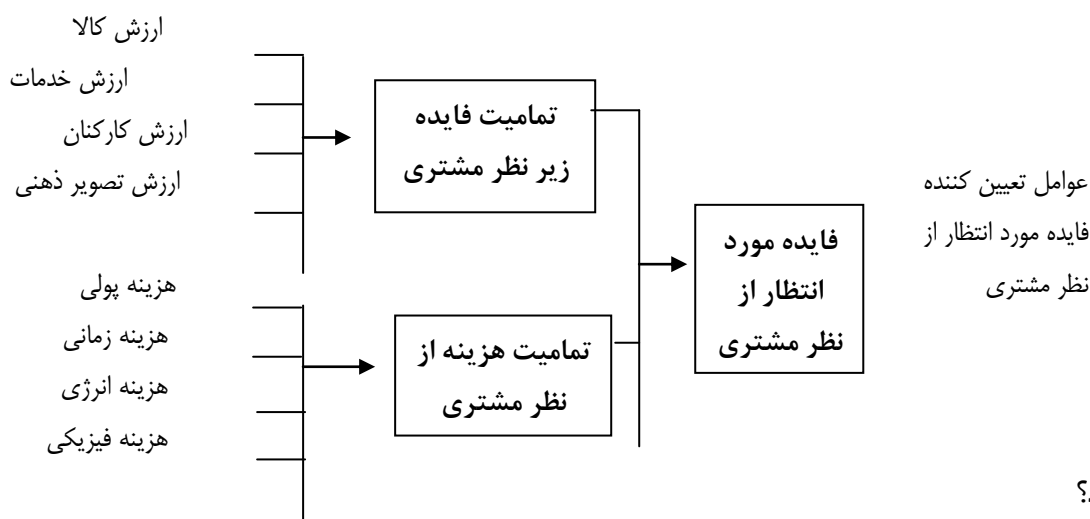 ارزش کالا
ارزش خدمات
ارزش کارکنان
ارزش تصویر ذهنی
هزینه پولی
هزینه زمانی
هزینه انرژی
هزینه فیزیکی
تمامیت فایده
زیر نظر مشتری
تمامیت هزینه از
نظر مشتری
فایده مورد
انتظار از
نظر مشتری
عوامل تعیین کننده
فایده مورد انتظار از
نظر مشتری
؟